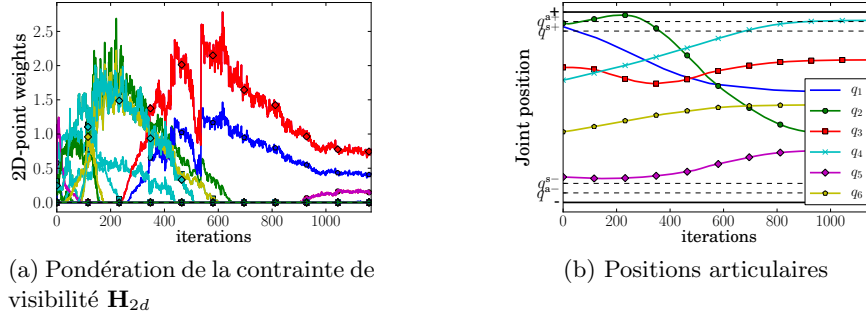 2D-point weights
2.5
2.0
1.5
1.0
0.5
0.0
0 200 400 600 800 1000
iterations
(a) Pondération de la contrainte de
visibilité H2d
Joint position
+
q^a+
q^s+
q
q^s−
q^a−
-
q1
q2
q3
q4
q5
q6
0 200 400 600 800 1000
iterations
(b) Positions articulaires